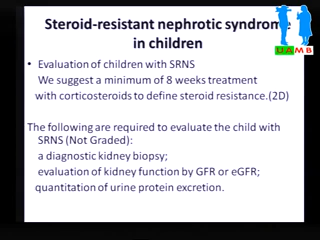 Steroid-resistant nephrotic syndrome
in children
• Evaluation of children with SRNS
We suggest a minimum of 8 weeks treatment
with corticosteroids to define steroid resistance.(2D)
The following are required to evaluate the child with
SRNS (Not Graded):
a diagnostic kidney biopsy;
evaluation of kidney function by GFR or eGFR;
quantitation of urine protein excretion.
UAMB